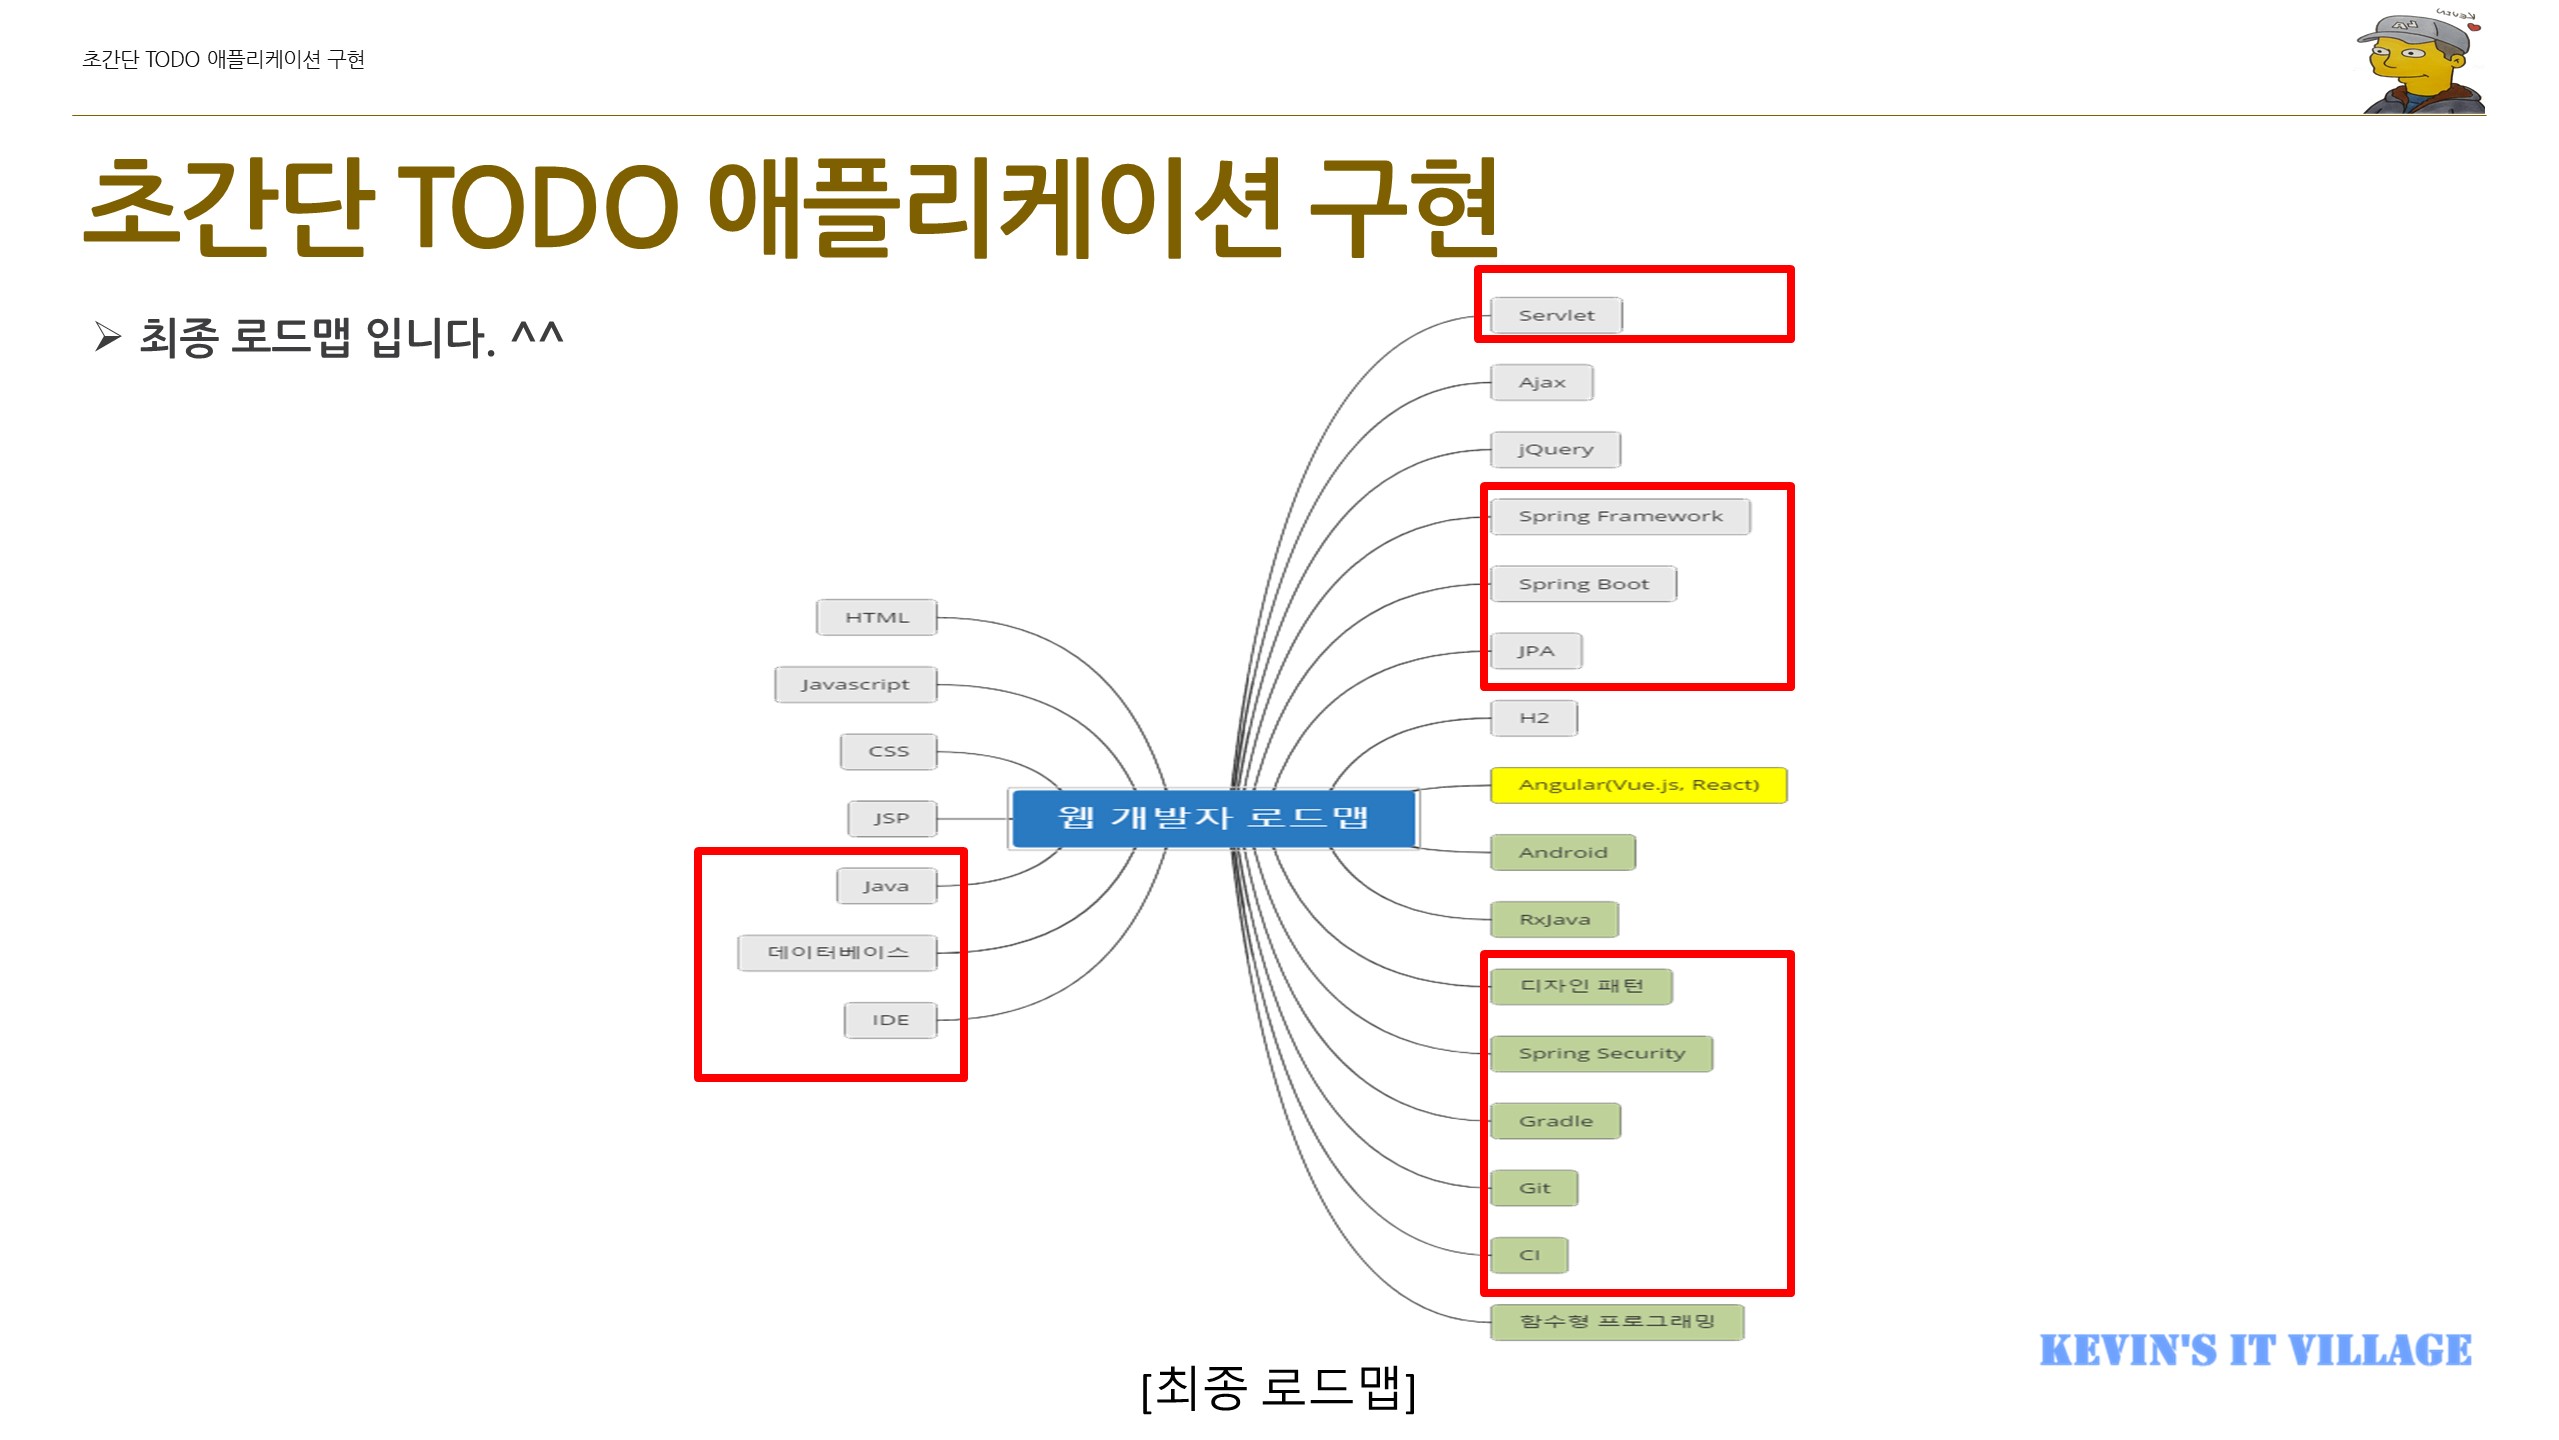 초간단 TODO 애플리케이션 구현
초간단 TODO 애플리케이션 구현
➢ 최종 로드맵 입니다. ^^
HTML
Javascript
CSS
JSP
Java
데이터베이스
IDE
웹 개발자 로드맵
Servlet
Ajax
jQuery
Spring Framework
Spring Boot
JPA
H2
Angular(Vue.js, React)
Android
RxJava
디자인 패턴
Spring Security
Gradle
Git
CI
함수형 프로그래밍
[최종 로드맵]
KEVIN'S IT VILLAGE